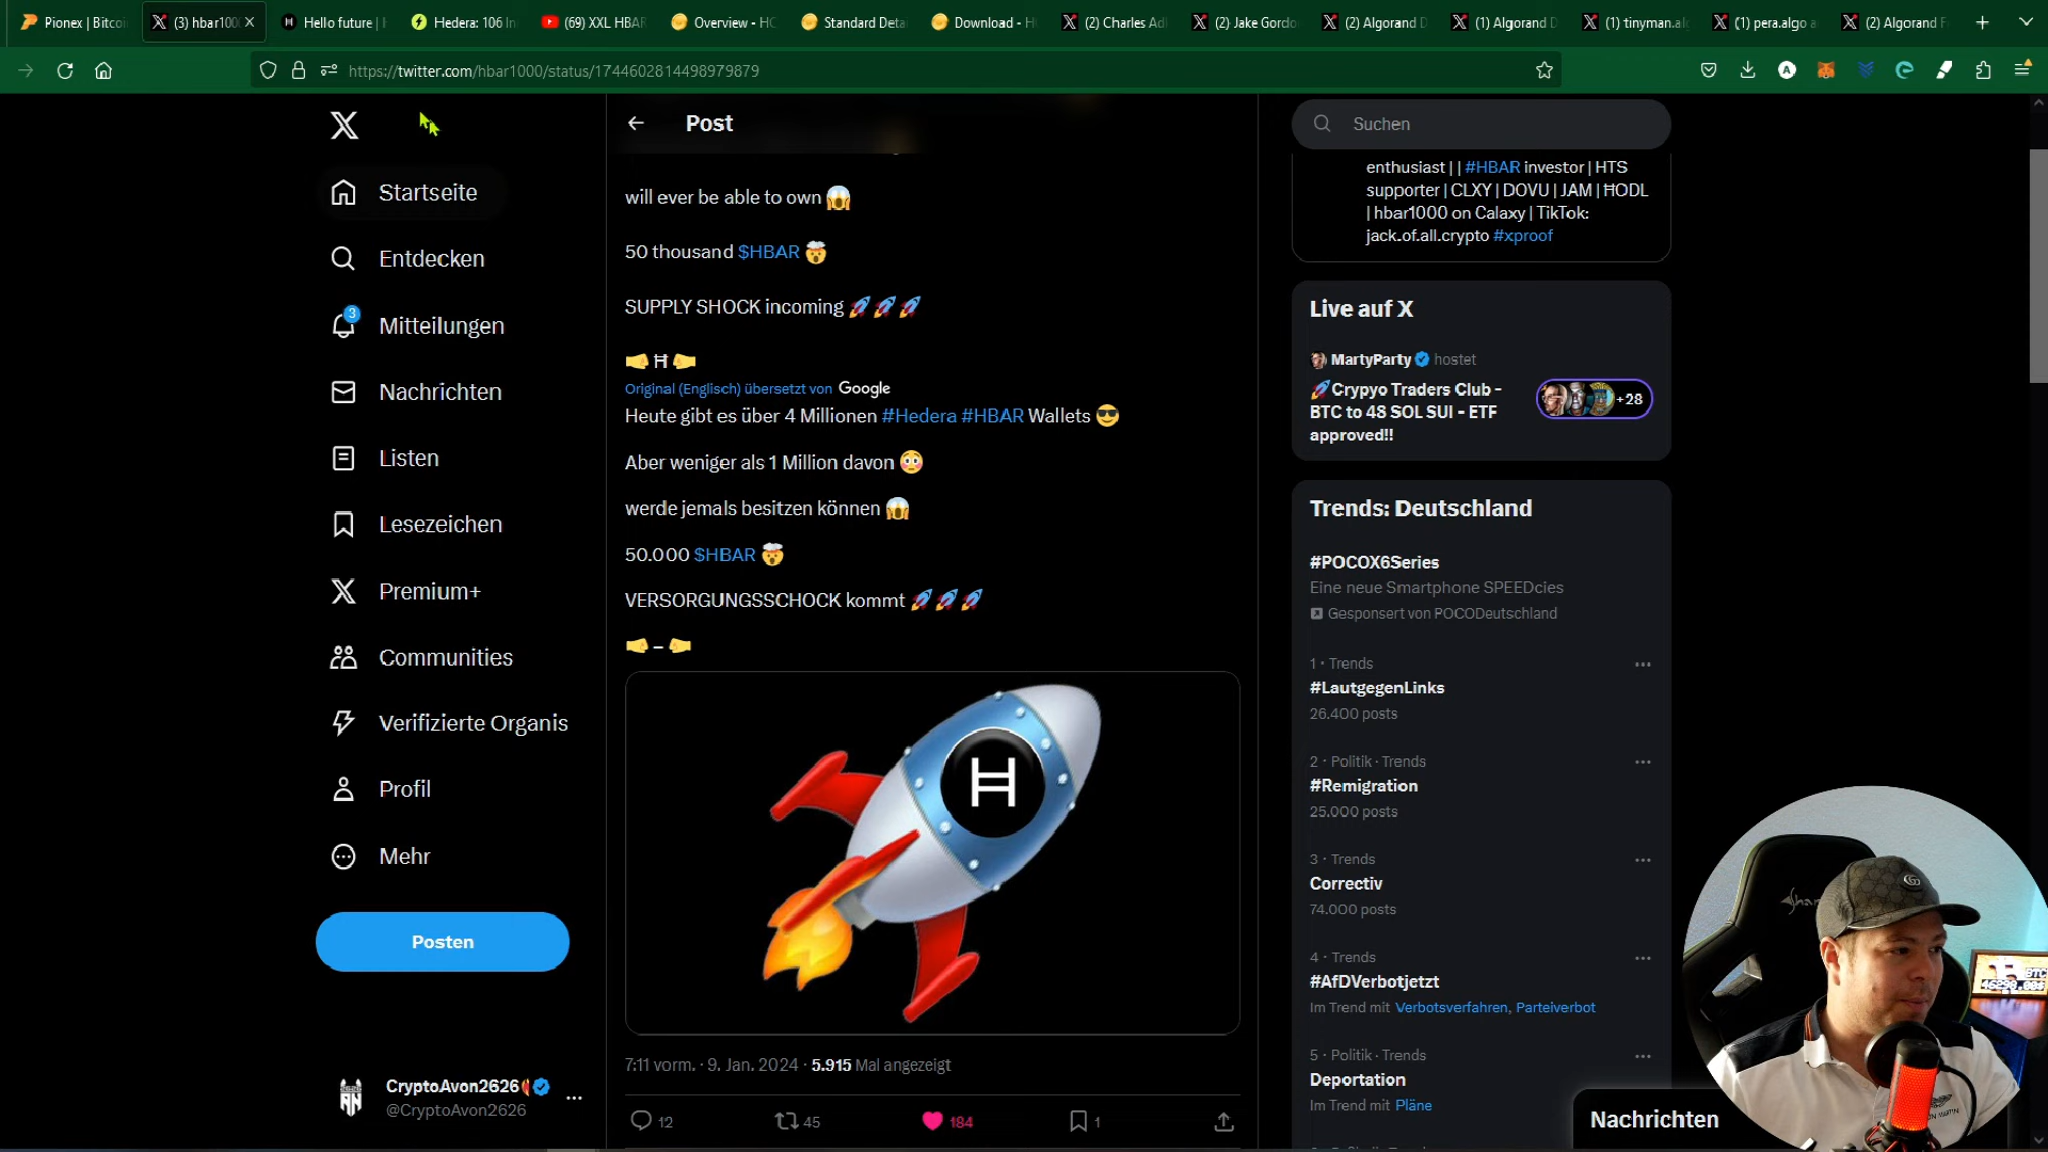 Pionex | Bitcoi
(3) hbar100
Hello future | H
Hedera: 106 In
(69) XXL HBAR
Overview - HC
Standard Deta
Download - H
(2) Charles Adk
(2) Jake Gordo
(2) Algorand D
(1) Algorand D
(1) tinyman.al
(1) pera.algo a
(2) Algorand F
https://twitter.com/hbar1000/status/1744602814498979879
Startseite
Entdecken
3
Mitteilungen
Nachrichten
Listen
Lesezeichen
Premium+
Communities
Verifizierte Organis
Profil
Mehr
Posten
CryptoAvon2626
@CryptoAvon2626
Post
will ever be able to own 😱
50 thousand $HBAR 🤯
SUPPLY SHOCK incoming 🚀🚀🚀
🤜 Ħ 🤛
Original (Englisch) übersetzt von Google
Heute gibt es über 4 Millionen #Hedera #HBAR Wallets 😎
Aber weniger als 1 Million davon 😳
werde jemals besitzen können 😱
50.000 $HBAR 🤯
VERSORGUNGSSCHOCK kommt 🚀🚀🚀
🤜 – 🤛
H
7:11 vorm. · 9. Jan. 2024 · 5.915 Mal angezeigt
12
45
184
1
Suchen
enthusiast | | #HBAR investor | HTS
supporter | CLXY | DOVU | JAM | ĦODL
| hbar1000 on Calaxy | TikTok:
jack.of.all.crypto #xproof
Live auf X
MartyParty hostet
🚀Crypyo Traders Club -
BTC to 48 SOL SUI - ETF
approved!!
+28
Trends: Deutschland
#POCOX6Series
Eine neue Smartphone SPEEDcies
Gesponsert von POCODeutschland
1 · Trends
#LautgegenLinks
26.400 posts
2 · Politik · Trends
#Remigration
25.000 posts
3 · Trends
Correctiv
74.000 posts
4 · Trends
#AfDVerbotjetzt
Im Trend mit Verbotsverfahren, Parteiverbot
5 · Politik · Trends
Deportation
Im Trend mit Pläne
Nachrichten
BTC
46290.00$